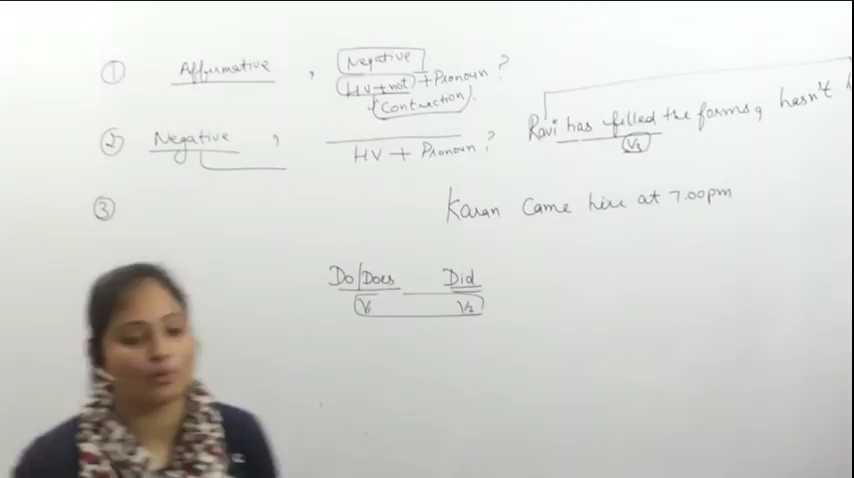 ① Affirmative , Negative
HV + not + Pronoun ?
(Contraction).
② Negative , HV + Pronoun ?
Ravi has filled the forms, hasn't
V3
③
Karan Came here at 7.00pm
Do/Does Did
V1 V2